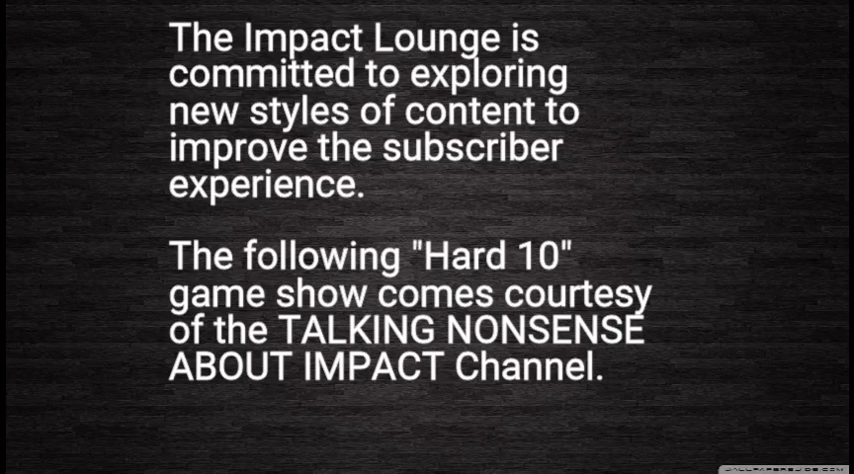 The Impact Lounge is
committed to exploring
new styles of content to
improve the subscriber
experience.
The following "Hard 10"
game show comes courtesy
of the TALKING NONSENSE
ABOUT IMPACT Channel.